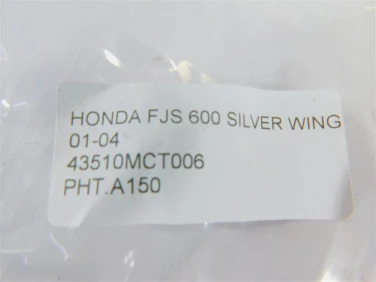 HONDA FJS 600 SILVER WING
01-04
43510MCT006
PHT.A150